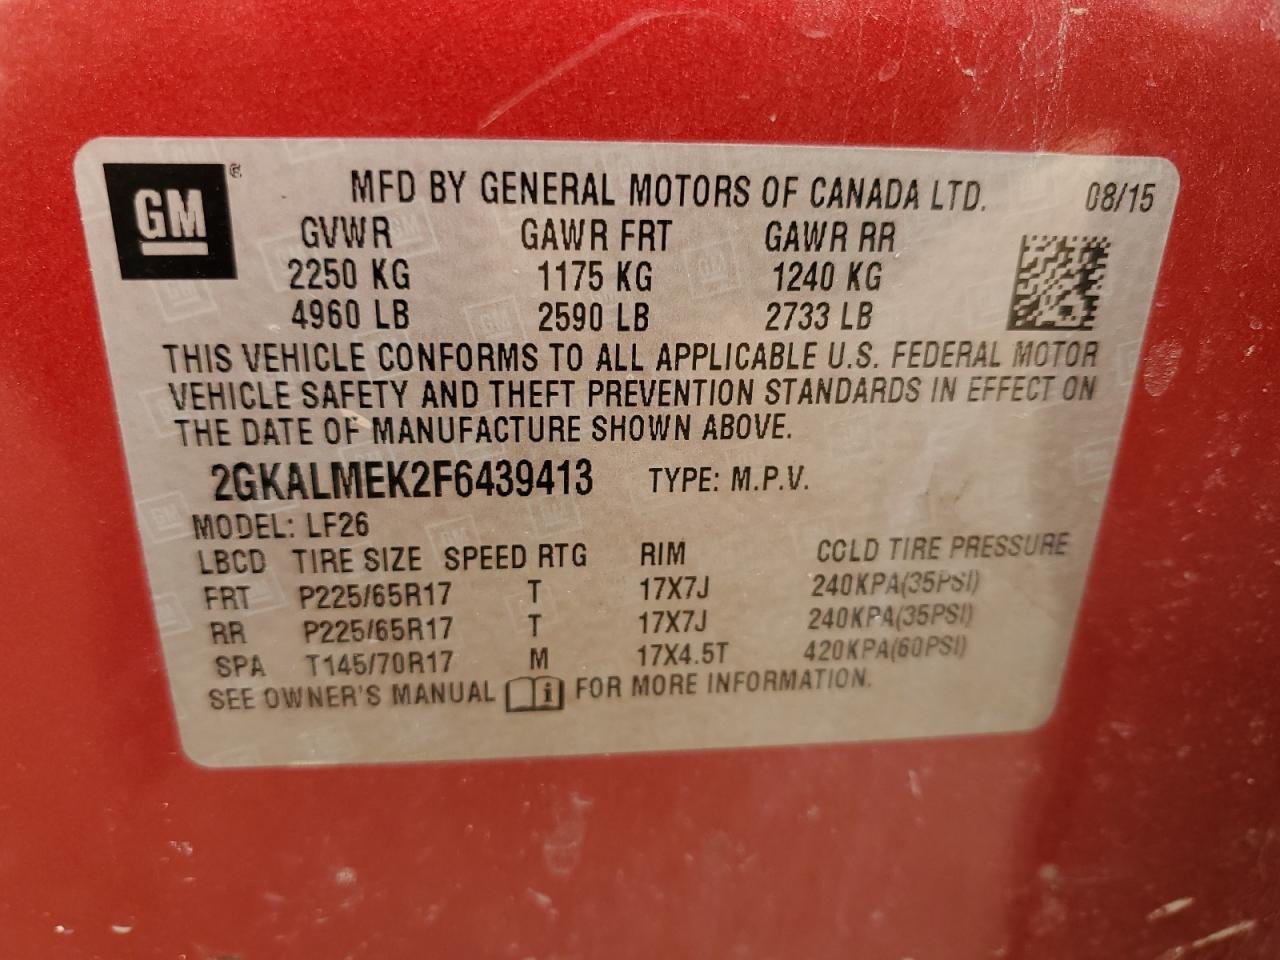 GM ® MFD BY GENERAL MOTORS OF CANADA LTD. 08/15
GVWR GAWR FRT GAWR RR
2250 KG 1175 KG 1240 KG
4960 LB 2590 LB 2733 LB
THIS VEHICLE CONFORMS TO ALL APPLICABLE U.S. FEDERAL MOTOR
VEHICLE SAFETY AND THEFT PREVENTION STANDARDS IN EFFECT ON
THE DATE OF MANUFACTURE SHOWN ABOVE.
2GKALMEK2F6439413 TYPE: M.P.V.
MODEL: LF26
LBCD TIRE SIZE SPEED RTG RIM COLD TIRE PRESSURE
FRT P225/65R17 T 17X7J 240KPA(35PSI)
RR P225/65R17 T 17X7J 240KPA(35PSI)
SPA T145/70R17 M 17X4.5T 420KPA(60PSI)
SEE OWNER'S MANUAL i FOR MORE INFORMATION.